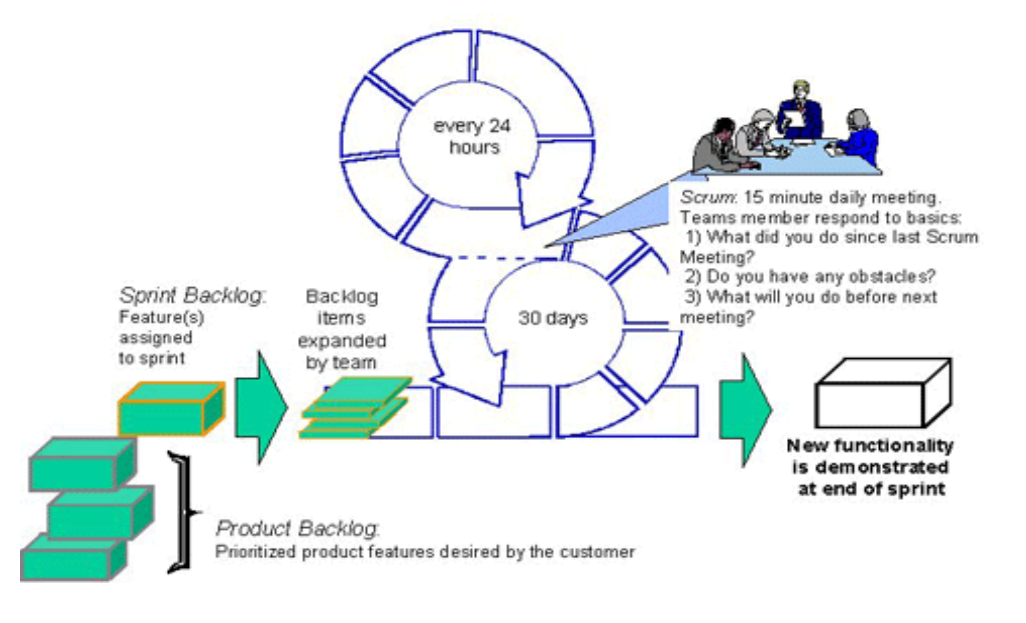 every 24
hours
Scrum: 15 minute daily meeting.
Teams member respond to basics:
1) What did you do since last Scrum
Meeting?
2) Do you have any obstacles?
3) What will you do before next
meeting?
30 days
Sprint Backlog:
Feature(s)
assigned
to sprint
Backlog
items
expanded
by team
New functionality
is demonstrated
at end of sprint
Product Backlog:
Prioritized product features desired by the customer